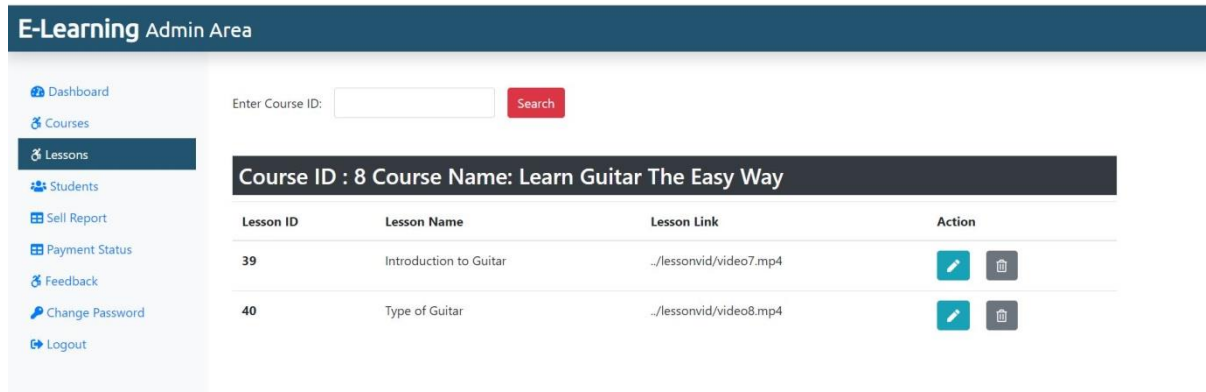 E-Learning Admin Area
Dashboard
Courses
Lessons
Students
Sell Report
Payment Status
Feedback
Change Password
Logout
Enter Course ID: Search
Course ID : 8 Course Name: Learn Guitar The Easy Way
Lesson ID Lesson Name Lesson Link Action
39 Introduction to Guitar ../lessonvid/video7.mp4
40 Type of Guitar ../lessonvid/video8.mp4